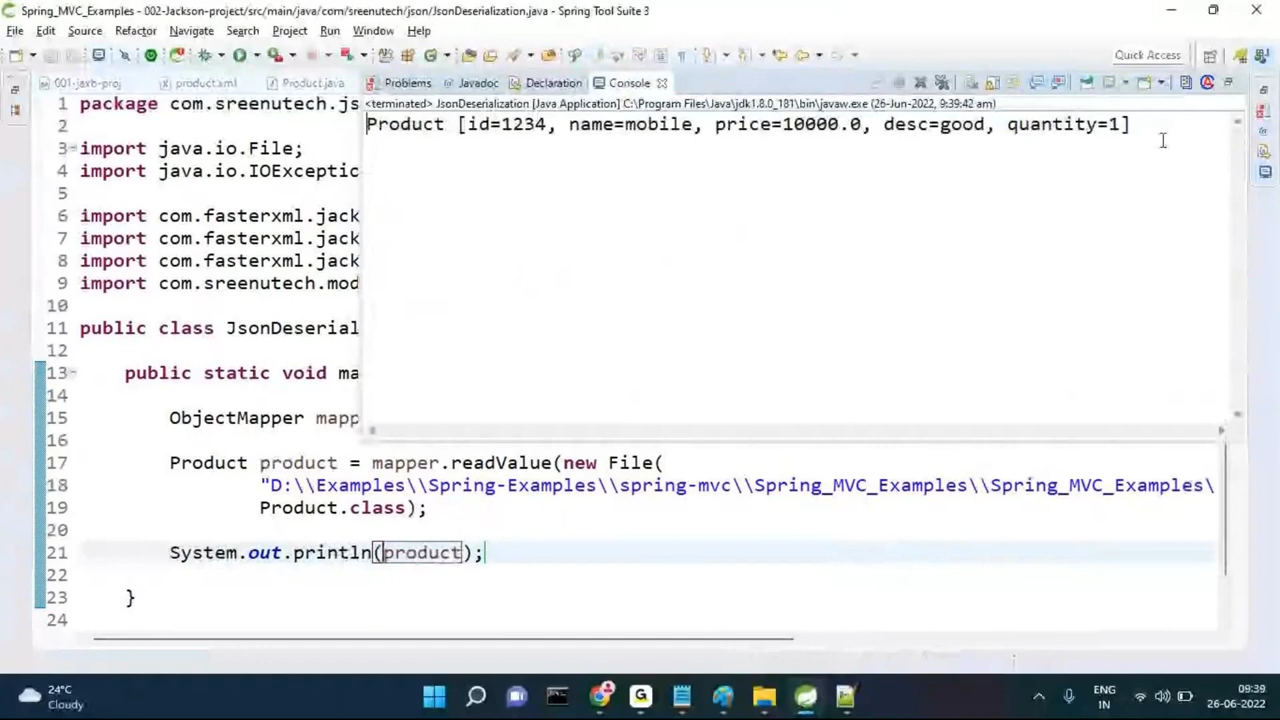 Spring_MVC_Examples - 002-Jackson-project/src/main/java/com/sreenutech/json/JsonDeserialization.java - Spring Tool Suite 3
File Edit Source Refactor Navigate Search Project Run Window Help
Quick Access
001-jaxb-proj product.xml Product.java Problems Javadoc Declaration Console
<terminated> JsonDeserialization [Java Application] C:\Program Files\Java\jdk1.8.0_181\bin\javaw.exe (26-Jun-2022, 9:39:42 am)
Product [id=1234, name=mobile, price=10000.0, desc=good, quantity=1]
1 package com.sreenutech.js
2
3 import java.io.File;
4 import java.io.IOExceptic
5
6 import com.fasterxml.jack
7 import com.fasterxml.jack
8 import com.fasterxml.jack
9 import com.sreenutech.mod
10
11 public class JsonDeserial
12
13 public static void ma
14
15 ObjectMapper mapp
16
17 Product product = mapper.readValue(new File(
18 "D:\\Examples\\Spring-Examples\\spring-mvc\\Spring_MVC_Examples\\Spring_MVC_Examples\
19 Product.class);
20
21 System.out.println(product);
22
23 }
24
24°C
Cloudy
ENG
IN
09:39
26-06-2022